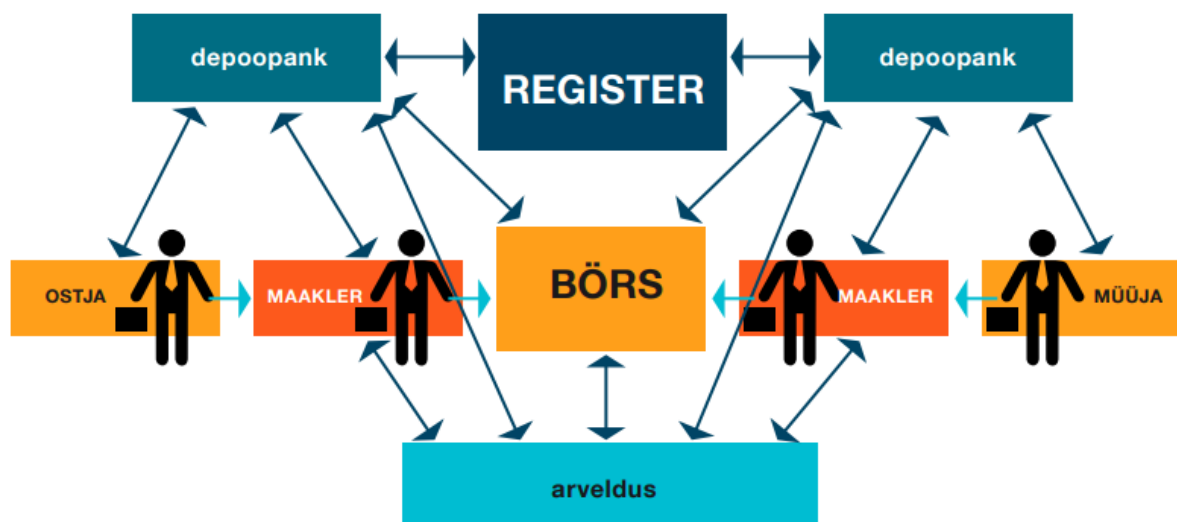 depoopank
REGISTER
depoopank
OSTJA
MAAKLER
BÖRS
MAAKLER
MÜÜJA
arveldus